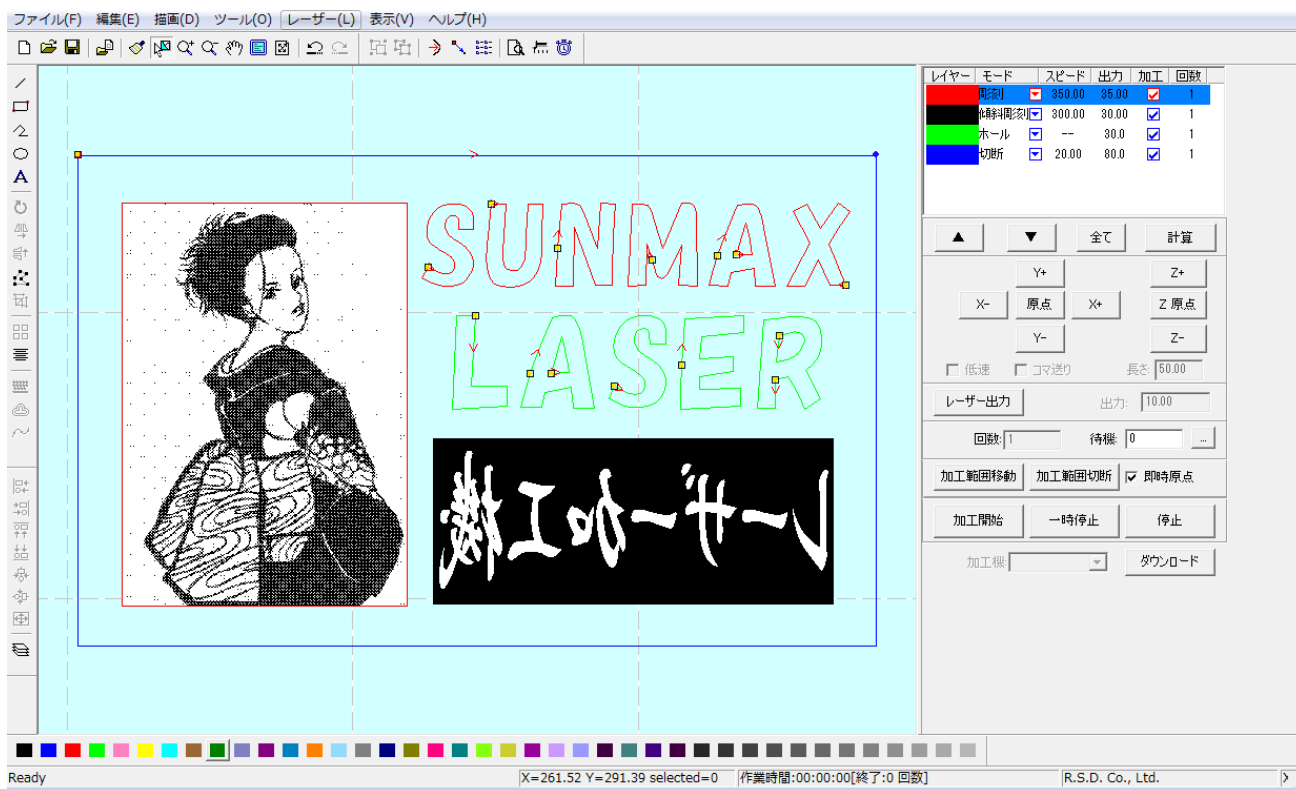 ファイル(F) 編集(E) 描画(D) ツール(O) レーザー(L) 表示(V) ヘルプ(H)
レイヤー モード スピード 出力 加工 回数
彫刻 350.00 35.00 1
傾斜彫刻 300.00 30.00 1
ホール -- 30.0 1
切断 20.00 80.0 1
SUNMAX
LASER
レーザー加工機
▲ ▼ 全て 計算
Y+ Z+
X- 原点 X+ Z 原点
Y- Z-
低速 コマ送り 長さ: 50.00
レーザー出力 出力: 10.00
回数: 1 待機: 0 ...
加工範囲移動 加工範囲切断 即時原点
加工開始 一時停止 停止
加工機: ダウンロード
Ready X=261.52 Y=291.39 selected=0 作業時間:00:00:00[終了:0 回数] R.S.D. Co., Ltd.